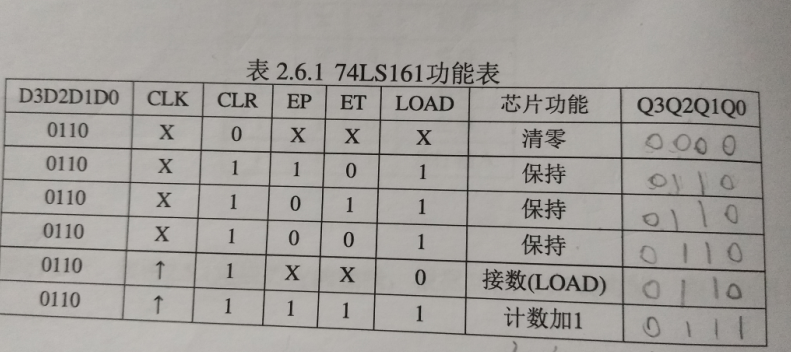 表 2.6.1 74LS161功能表
D3D2D1D0 CLK CLR EP ET LOAD 芯片功能 Q3Q2Q1Q0
0110 X 0 X X X 清零 0000
0110 X 1 1 0 1 保持 0110
0110 X 1 0 1 1 保持 0110
0110 X 1 0 0 1 保持 0110
0110 ↑ 1 X X 0 接数(LOAD) 0110
0110 ↑ 1 1 1 1 计数加1 0111